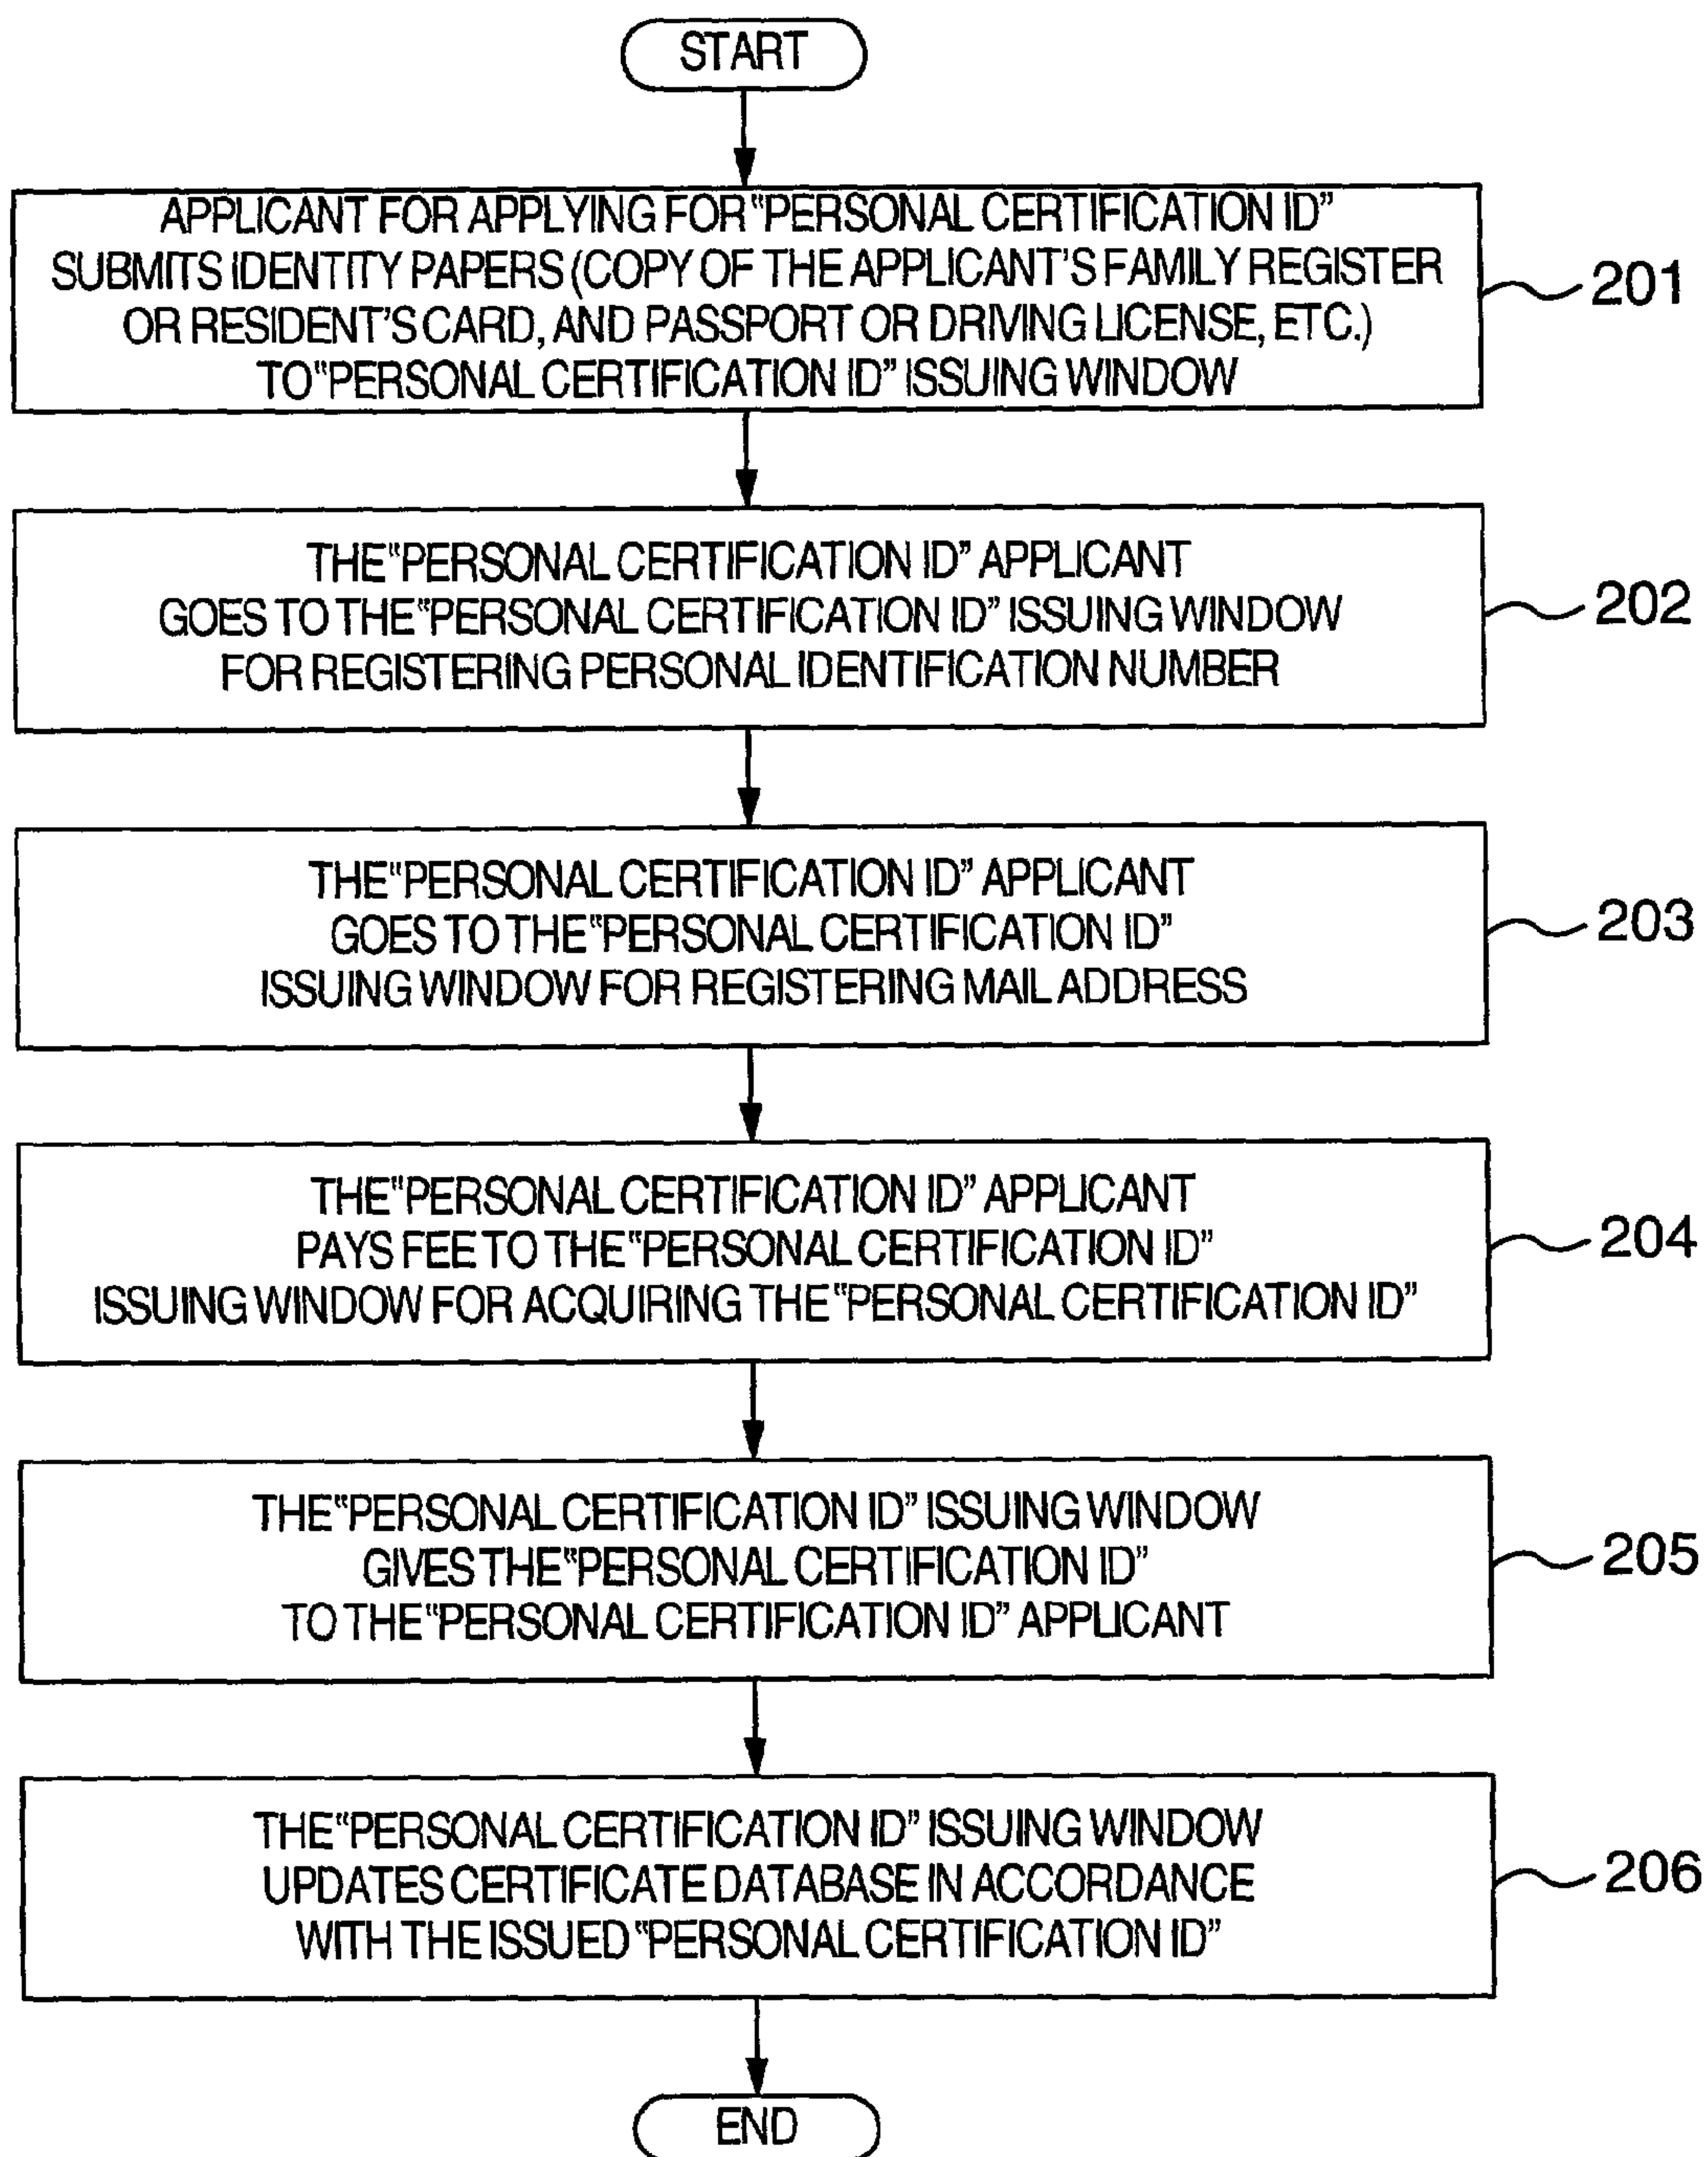 START
APPLICANT FOR APPLYING FOR "PERSONAL CERTIFICATION ID"
SUBMITS IDENTITY PAPERS (COPY OF THE APPLICANT'S FAMILY REGISTER
OR RESIDENT'S CARD, AND PASSPORT OR DRIVING LICENSE, ETC.)
TO "PERSONAL CERTIFICATION ID" ISSUING WINDOW
201
THE "PERSONAL CERTIFICATION ID" APPLICANT
GOES TO THE "PERSONAL CERTIFICATION ID" ISSUING WINDOW
FOR REGISTERING PERSONAL IDENTIFICATION NUMBER
202
THE "PERSONAL CERTIFICATION ID" APPLICANT
GOES TO THE "PERSONAL CERTIFICATION ID"
ISSUING WINDOW FOR REGISTERING MAIL ADDRESS
203
THE "PERSONAL CERTIFICATION ID" APPLICANT
PAYS FEE TO THE "PERSONAL CERTIFICATION ID"
ISSUING WINDOW FOR ACQUIRING THE "PERSONAL CERTIFICATION ID"
204
THE "PERSONAL CERTIFICATION ID" ISSUING WINDOW
GIVES THE "PERSONAL CERTIFICATION ID"
TO THE "PERSONAL CERTIFICATION ID" APPLICANT
205
THE "PERSONAL CERTIFICATION ID" ISSUING WINDOW
UPDATES CERTIFICATE DATABASE IN ACCORDANCE
WITH THE ISSUED "PERSONAL CERTIFICATION ID"
206
END